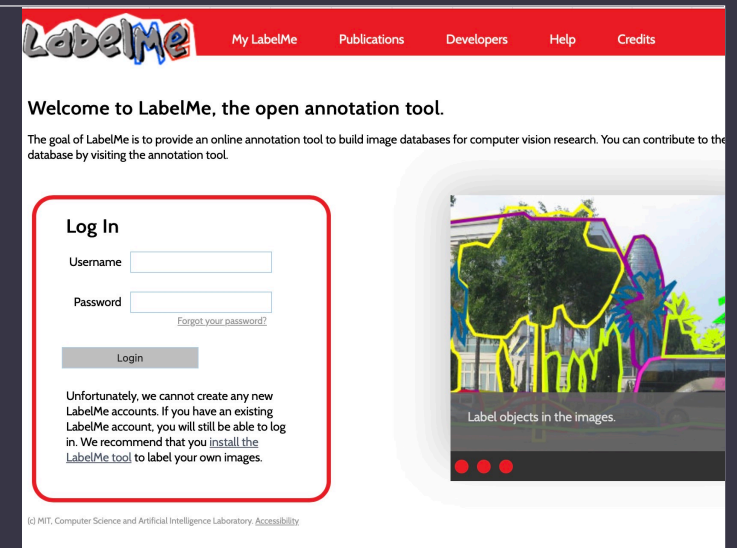 LabelMe
My LabelMe
Publications
Developers
Help
Credits
Welcome to LabelMe, the open annotation tool.
The goal of LabelMe is to provide an online annotation tool to build image databases for computer vision research. You can contribute to the
database by visiting the annotation tool.
Log In
Username
Password
Forgot your password?
Login
Unfortunately, we cannot create any new
LabelMe accounts. If you have an existing
LabelMe account, you will still be able to log
in. We recommend that you install the
LabelMe tool to label your own images.
Label objects in the images.
(c) MIT, Computer Science and Artificial Intelligence Laboratory. Accessibility